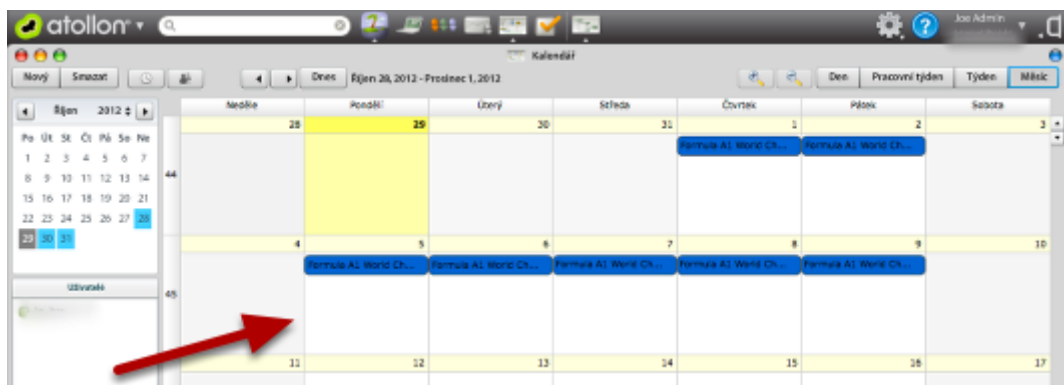 atollon
Joe Admin
Kalendář
Nový Smazat Dnes Říjen 28, 2012 - Prosinec 1, 2012 Den Pracovní týden Týden Měsíc
Říjen 2012
Neděle Pondělí Úterý Středa Čtvrtek Pátek Sobota
28 29 30 31 1 2 3
Po Út St Čt Pá So Ne
1 2 3 4 5 6 7
Formula A1 World Ch... Formula A1 World Ch...
8 9 10 11 12 13 14
44
15 16 17 18 19 20 21
22 23 24 25 26 27 28
29 30 31
4 5 6 7 8 9 10
Formula A1 World Ch... Formula A1 World Ch... Formula A1 World Ch... Formula A1 World Ch... Formula A1 World Ch...
Uživatelé
45
11 12 13 14 15 16 17